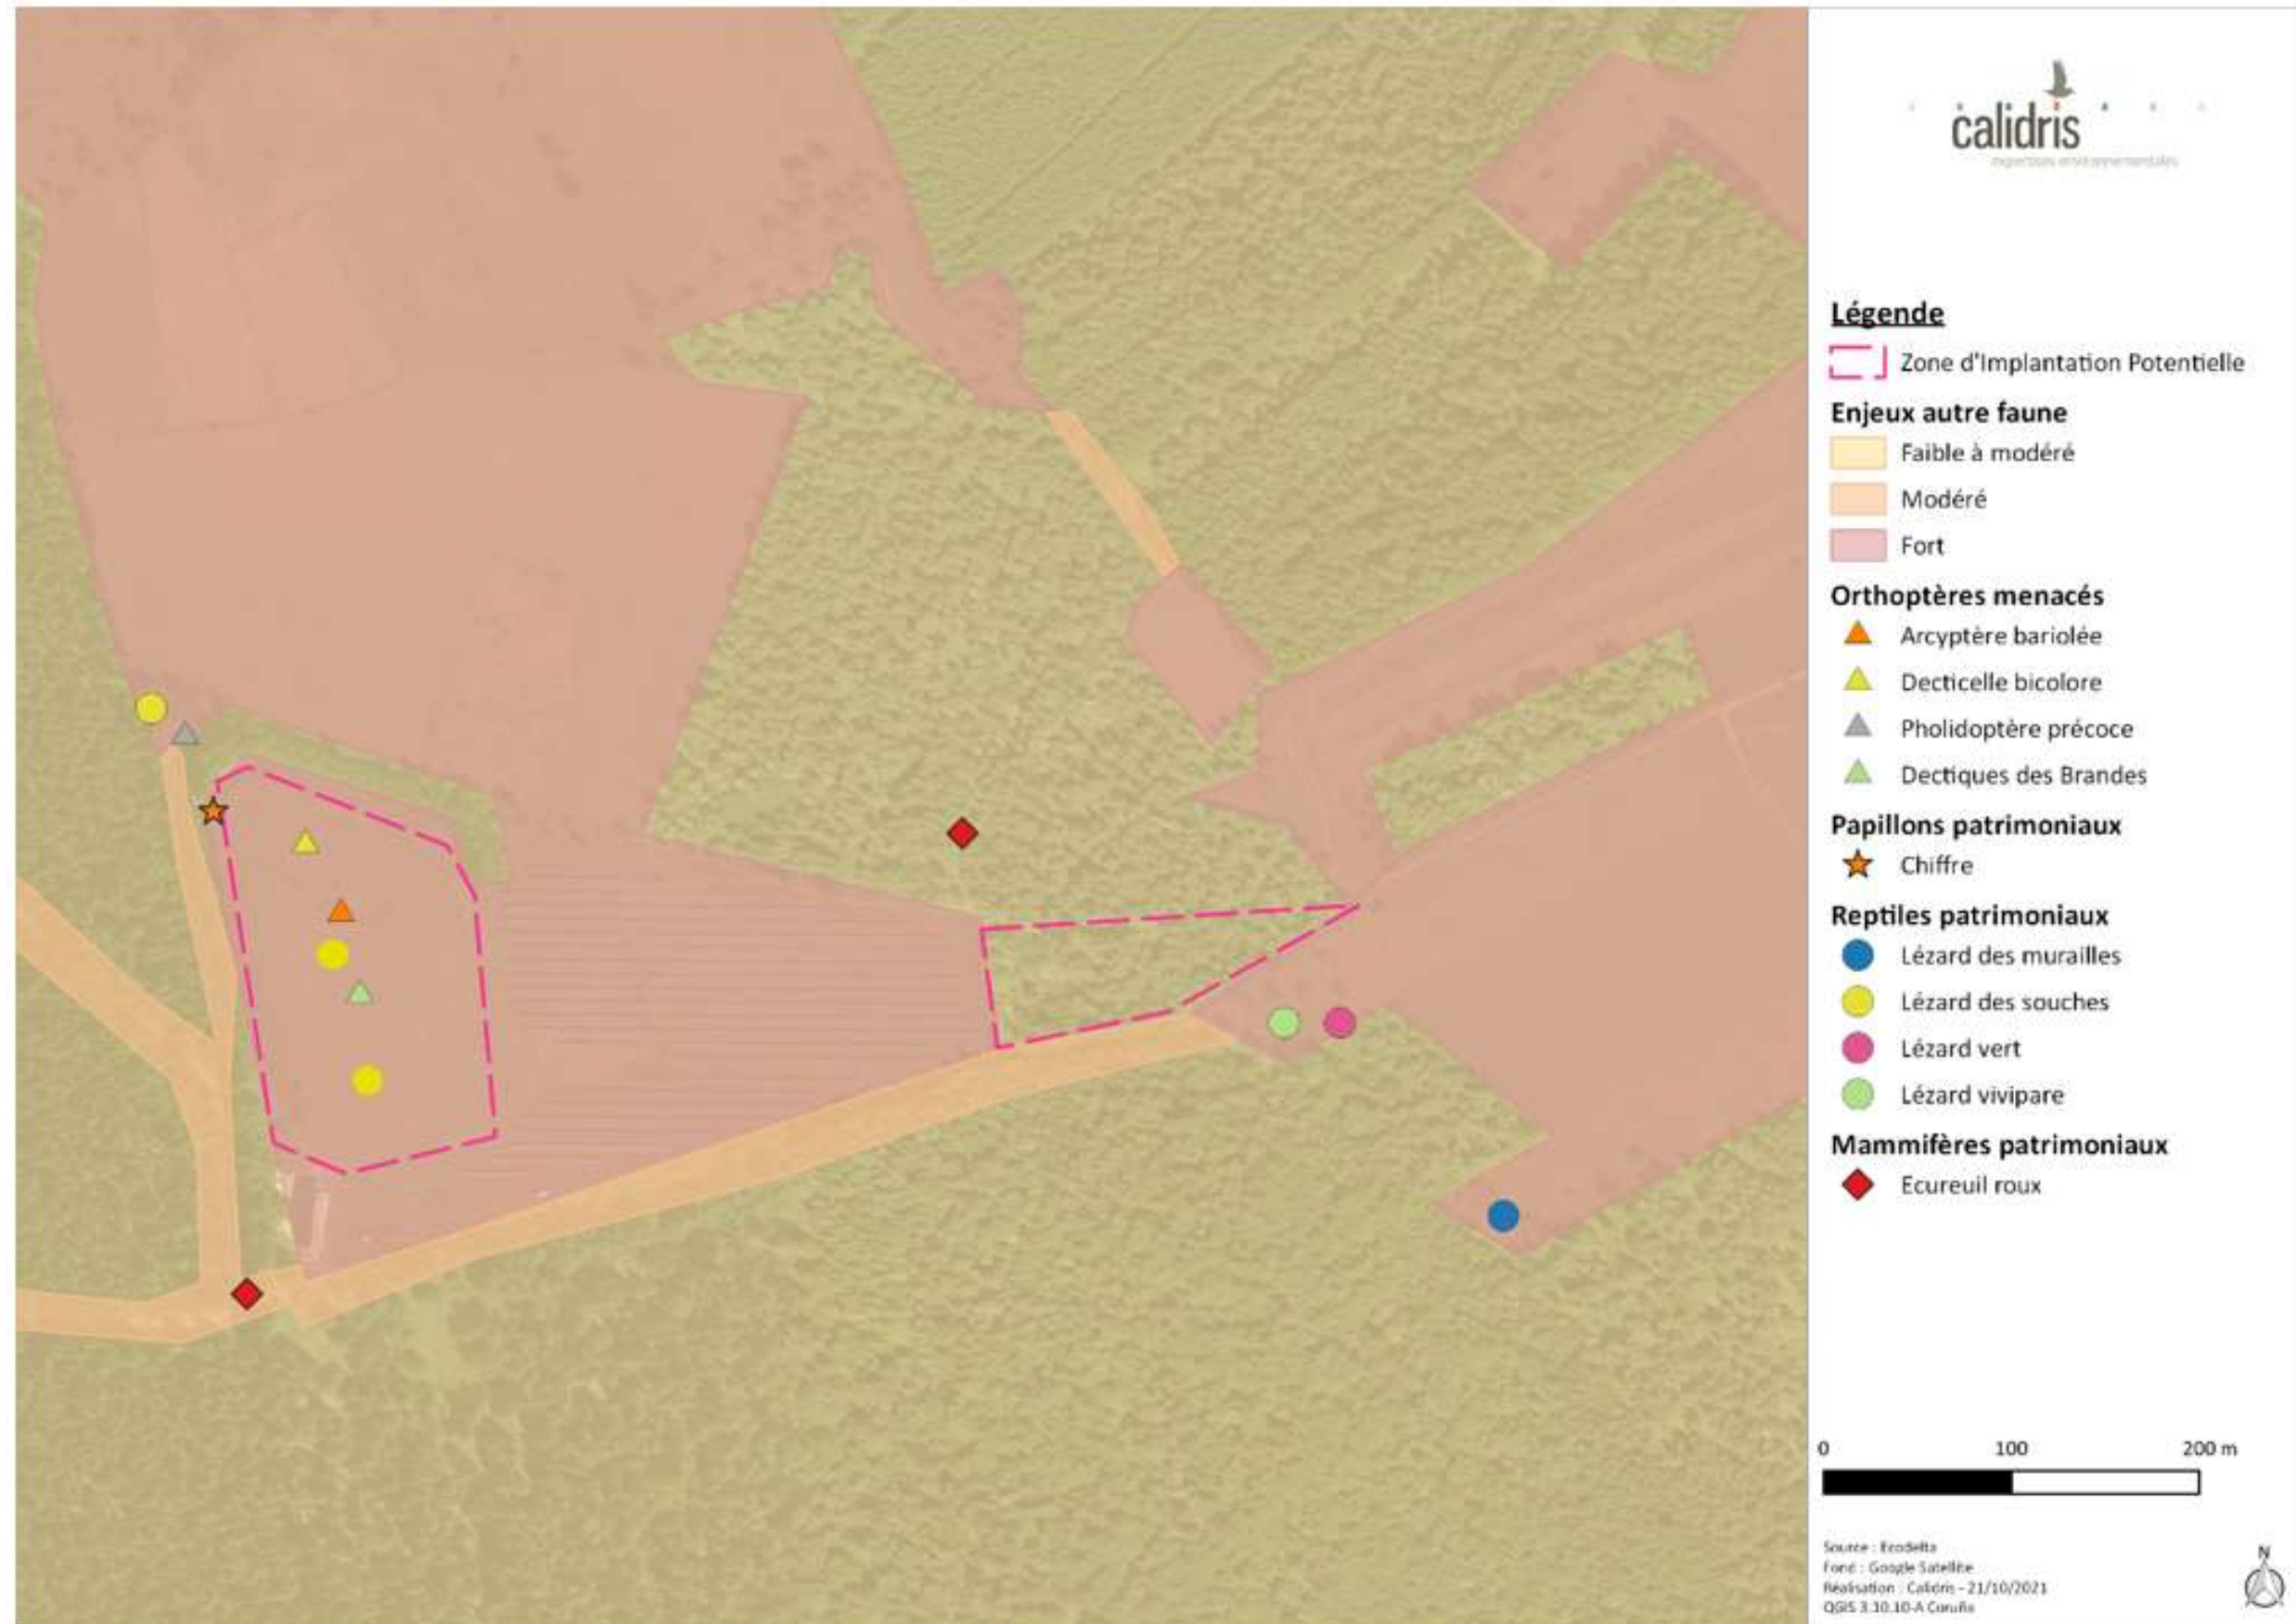 calidris
expertises environnementales
Légende
Zone d'Implantation Potentielle
Enjeux autre faune
Faible à modéré
Modéré
Fort
Orthoptères menacés
Arcyptère bariolée
Decticelle bicolore
Pholidoptère précoce
Dectiques des Brandes
Papillons patrimoniaux
Chiffre
Reptiles patrimoniaux
Lézard des murailles
Lézard des souches
Lézard vert
Lézard vivipare
Mammifères patrimoniaux
Ecureuil roux
0 100 200 m
Source : Ecodelta
Fond : Google Satellite
Réalisation : Calidris - 21/10/2021
QGIS 3.10.10-A Coruña
N